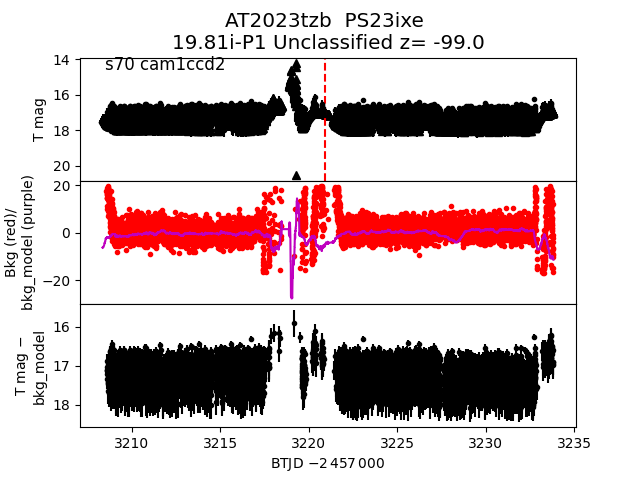 AT2023tzb  PS23ixe
19.81i-P1 Unclassified z= -99.0
s70 cam1ccd2
T mag
14
16
18
20
Bkg (red)/
bkg_model (purple)
20
0
−20
T mag −
bkg_model
16
17
18
3210 3215 3220 3225 3230 3235
BTJD −2 457 000